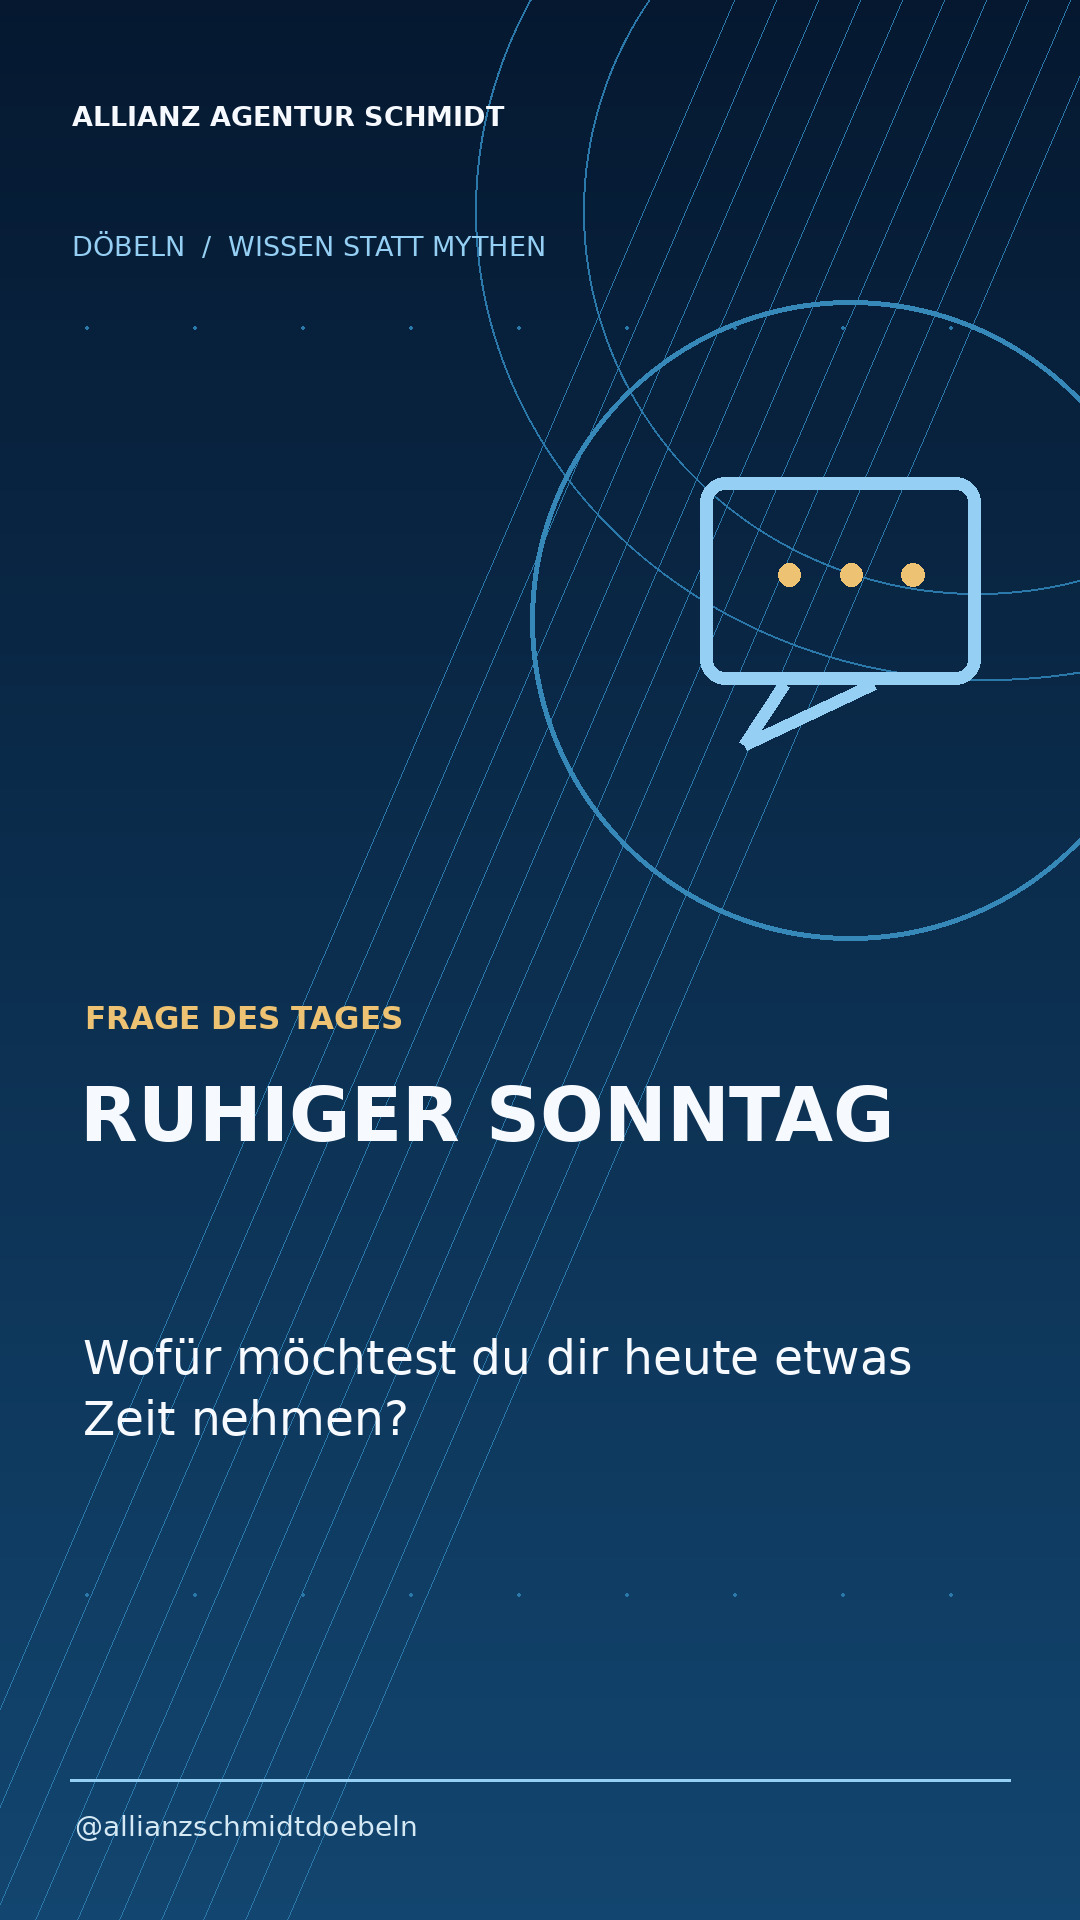 ALLIANZ AGENTUR SCHMIDT
DÖBELN / WISSEN STATT MYTHEN
FRAGE DES TAGES
RUHIGER SONNTAG
Wofür möchtest du dir heute etwas
Zeit nehmen?
@allianzschmidtdoebeln